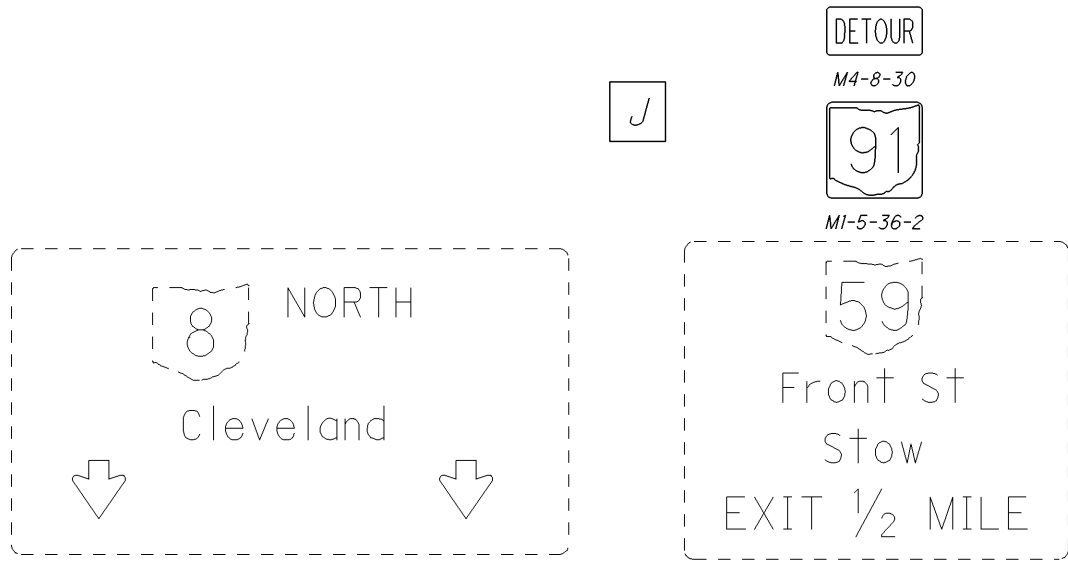 DETOUR
M4-8-30
J
91
M1-5-36-2
8 NORTH
Cleveland
59
Front St
Stow
EXIT 1/2 MILE